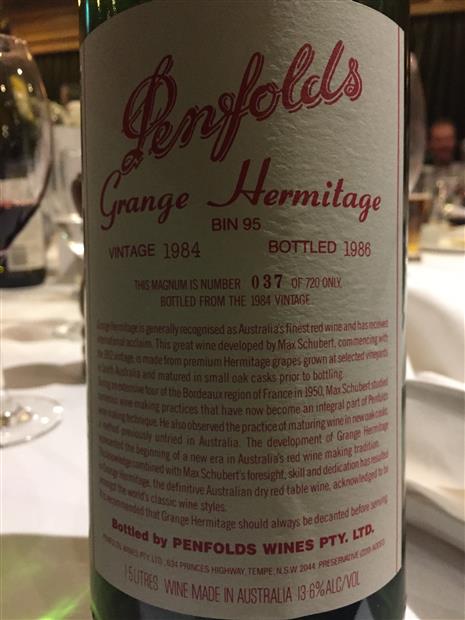 Penfolds
Grange Hermitage
BIN 95
VINTAGE 1984 BOTTLED 1986
THIS MAGNUM IS NUMBER 037 OF 720 ONLY,
BOTTLED FROM THE 1984 VINTAGE.
Grange Hermitage is generally recognised as Australia's finest red wine and has received
international acclaim. This great wine developed by Max Schubert, commencing with
the 1952 vintage, is made from premium Hermitage grapes grown at selected vineyards
in South Australia and matured in small oak casks prior to bottling.
During an extensive tour of the Bordeaux region of France in 1950, Max Schubert studied
numerous wine making practices that have now become an integral part of Penfolds
wine making technique. He also observed the practice of maturing wine in new oak casks,
a method previously untried in Australia. The development of Grange Hermitage
represented the beginning of a new era in Australia's red wine making tradition.
This knowledge combined with Max Schubert's foresight, skill and dedication has resulted
in Grange Hermitage, the definitive Australian dry red table wine, acknowledged to be
amongst the world's classic wine styles.
It is recommended that Grange Hermitage should always be decanted before serving.
Bottled by PENFOLDS WINES PTY. LTD.
PENFOLDS WINES PTY. LTD., 634 PRINCES HIGHWAY, TEMPE, N.S.W. 2044. PRESERVATIVE (220) ADDED
1.5 LITRES WINE MADE IN AUSTRALIA 13.6% ALC/VOL